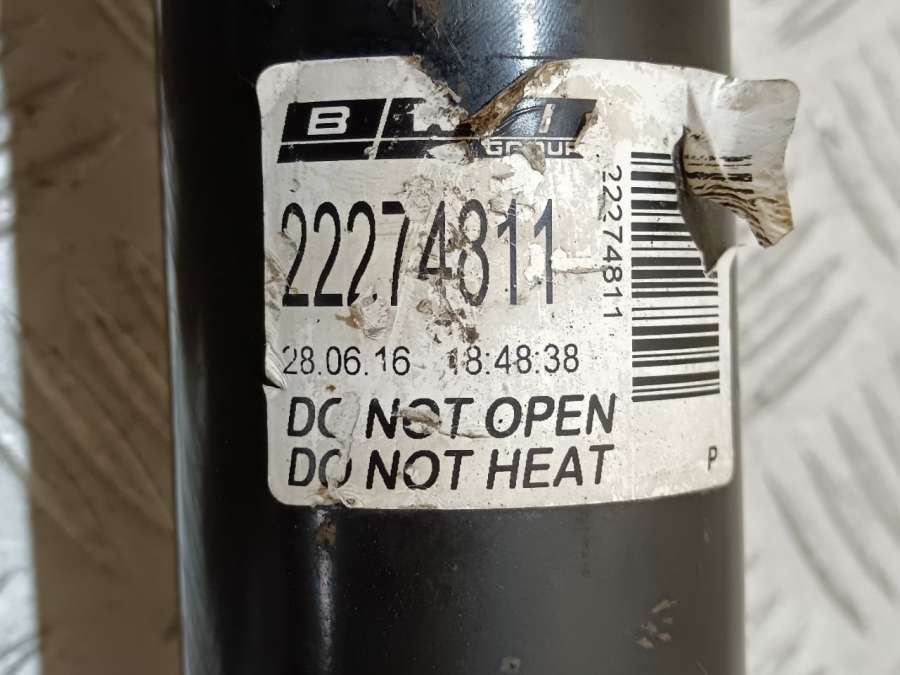 GROUP
22274811
28.06.16 18:48:38
DO NOT OPEN
DO NOT HEAT
22274811
P